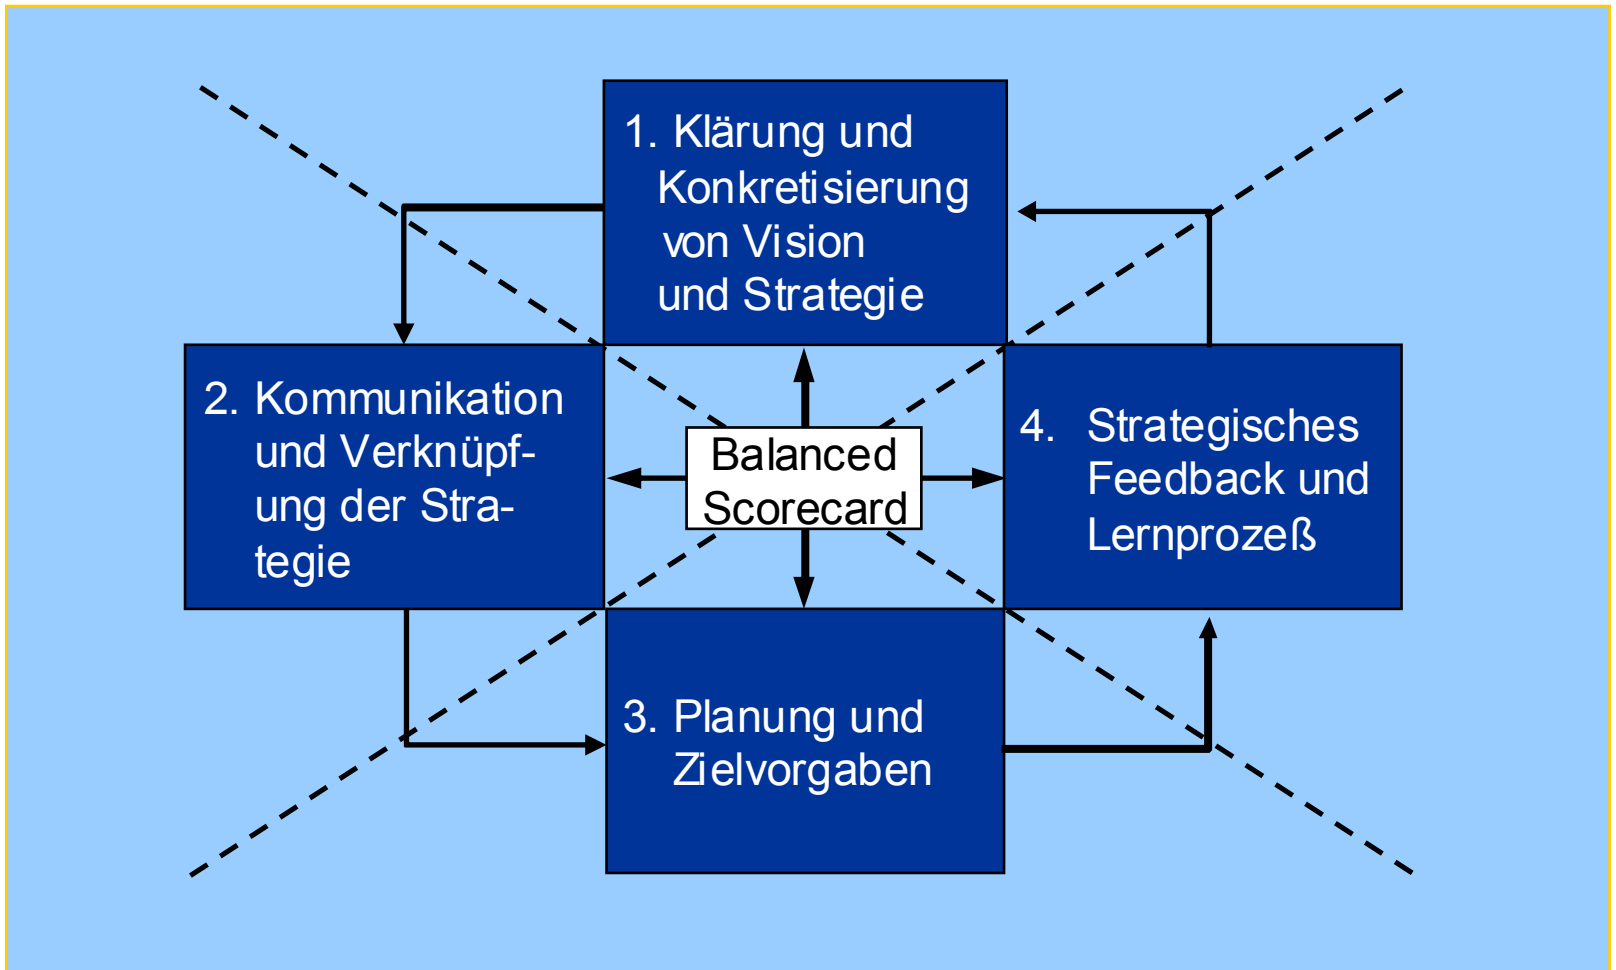 1. Klärung und
Konkretisierung
von Vision
und Strategie
2. Kommunikation
und Verknüpf-
ung der Stra-
tegie
Balanced
Scorecard
4. Strategisches
Feedback und
Lernprozeß
3. Planung und
Zielvorgaben